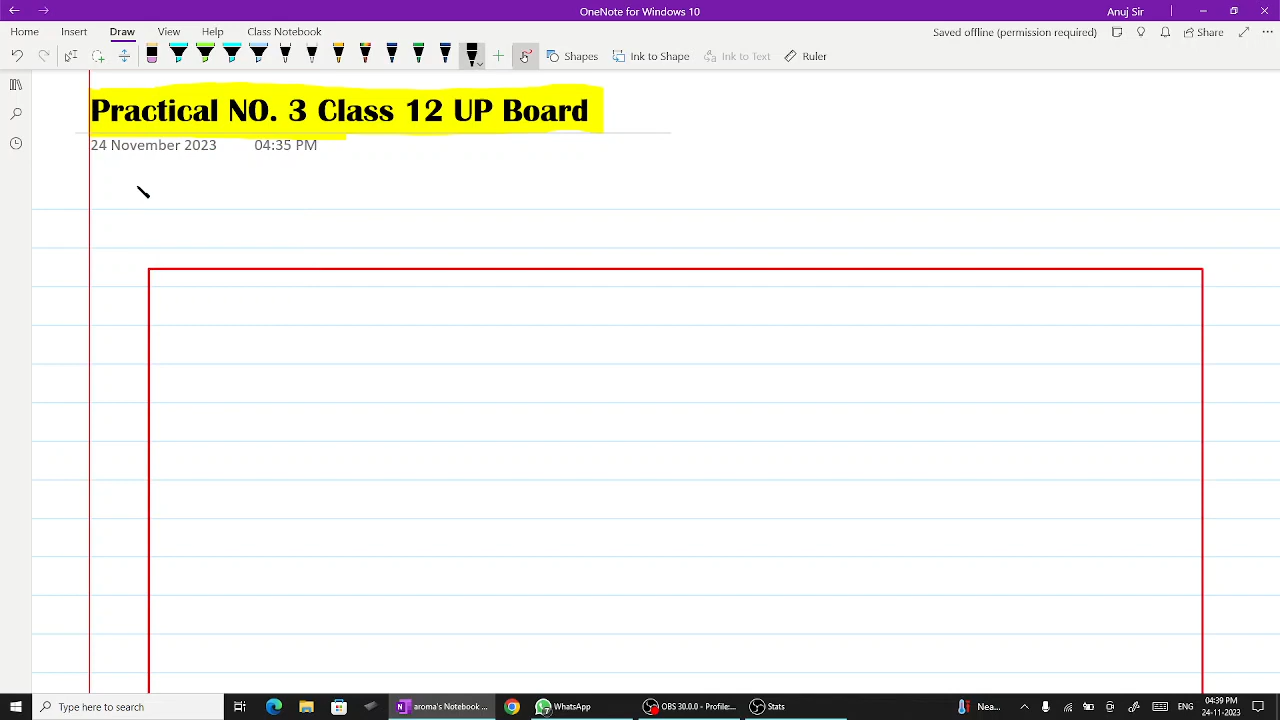 OneNote for Windows 10
Anuj Sir
Home Insert Draw View Help Class Notebook
Saved offline (permission required) Share
Shapes Ink to Shape Ink to Text Ruler
Practical NO. 3 Class 12 UP Board
24 November 2023 04:35 PM
Type here to search
aroma's Notebook ...
WhatsApp
OBS 30.0.0 - Profile...
Stats
Nea...
ENG
04:39 PM
24-11-2023